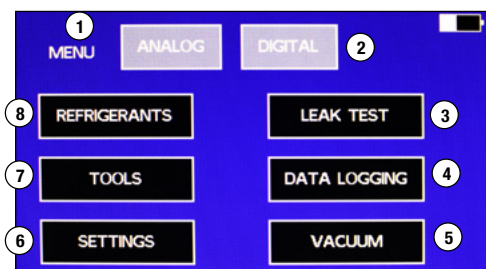 1
MENU ANALOG DIGITAL 2
8 REFRIGERANTS LEAK TEST 3
7 TOOLS DATA LOGGING 4
6 SETTINGS VACUUM 5